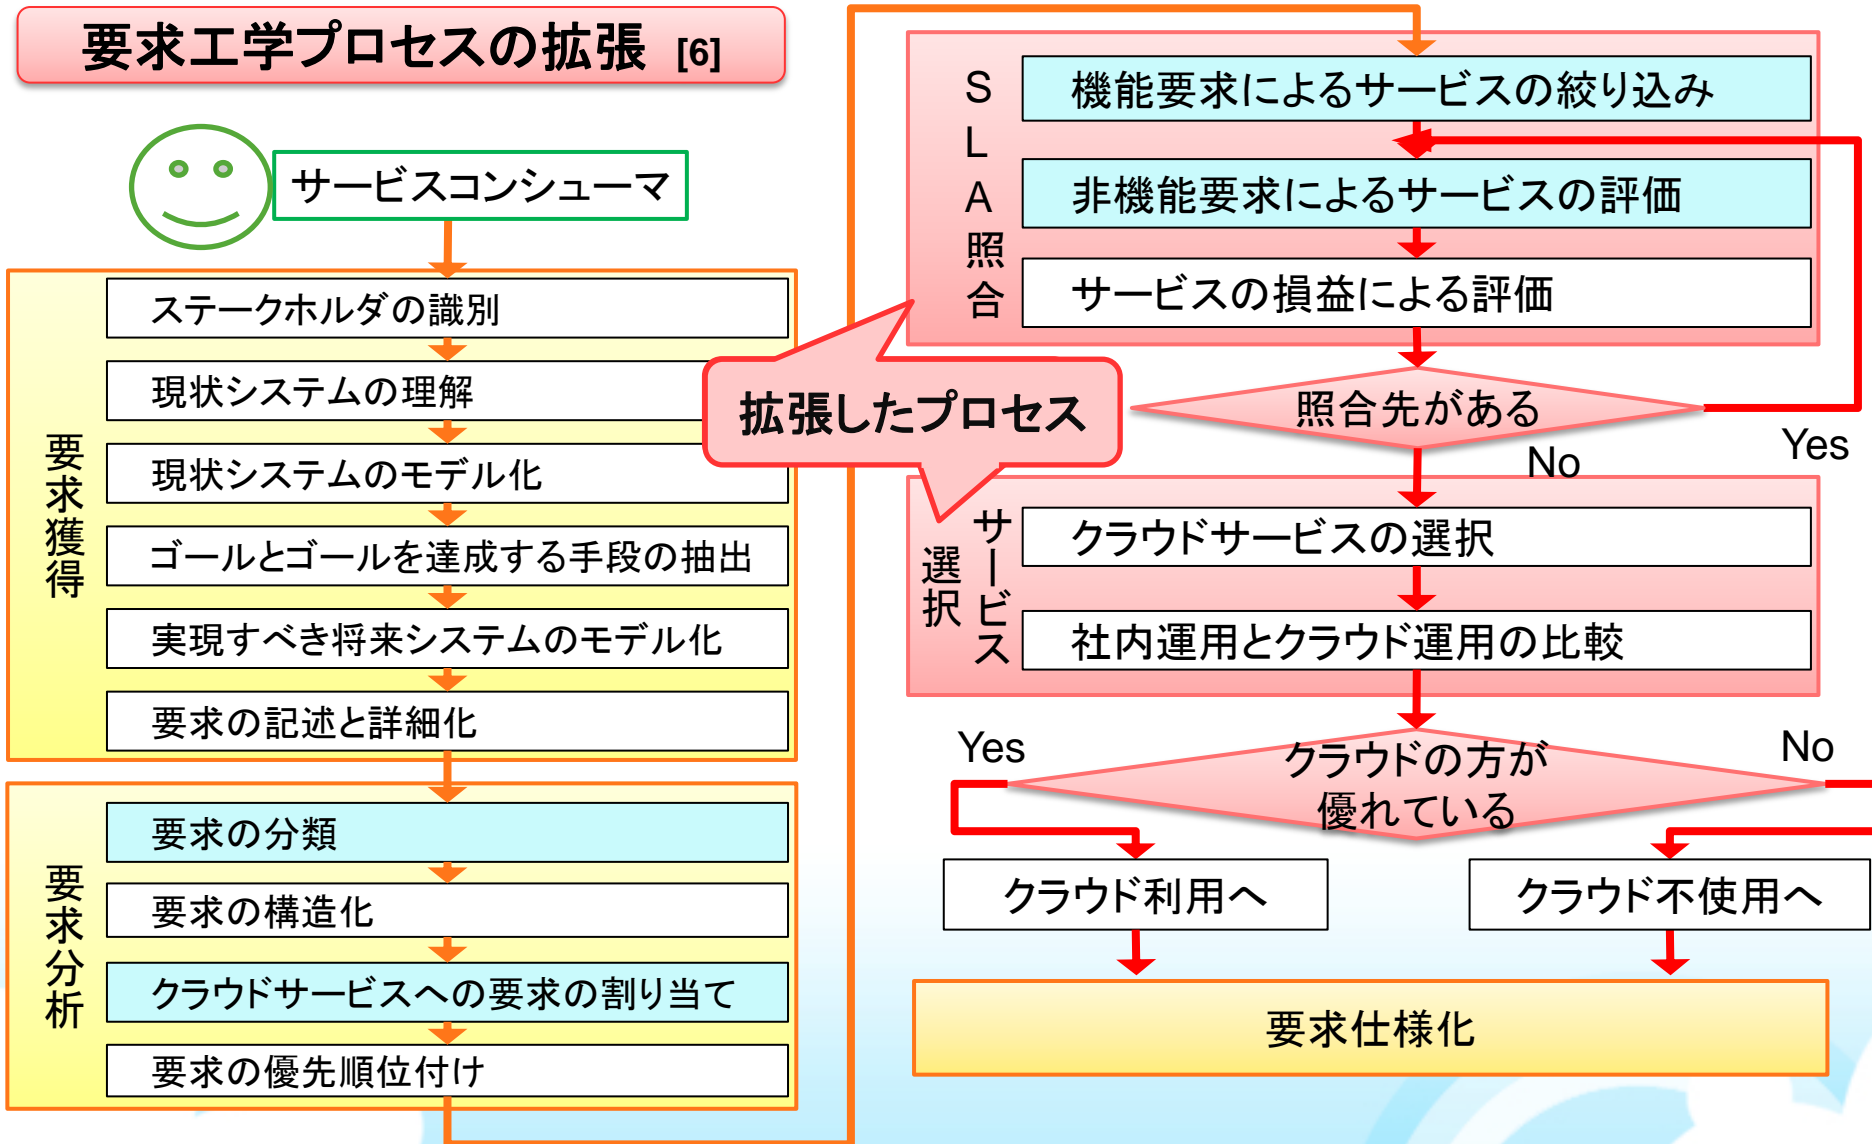 要求工学プロセスの拡張 [6]
サービスコンシューマ
要求獲得
ステークホルダの識別
現状システムの理解
現状システムのモデル化
ゴールとゴールを達成する手段の抽出
実現すべき将来システムのモデル化
要求の記述と詳細化
要求分析
要求の分類
要求の構造化
クラウドサービスへの要求の割り当て
要求の優先順位付け
拡張したプロセス
SLA照合
機能要求によるサービスの絞り込み
非機能要求によるサービスの評価
サービスの損益による評価
照合先がある
Yes
No
サービス
選択
クラウドサービスの選択
社内運用とクラウド運用の比較
Yes
クラウドの方が
優れている
No
クラウド利用へ
クラウド不使用へ
要求仕様化